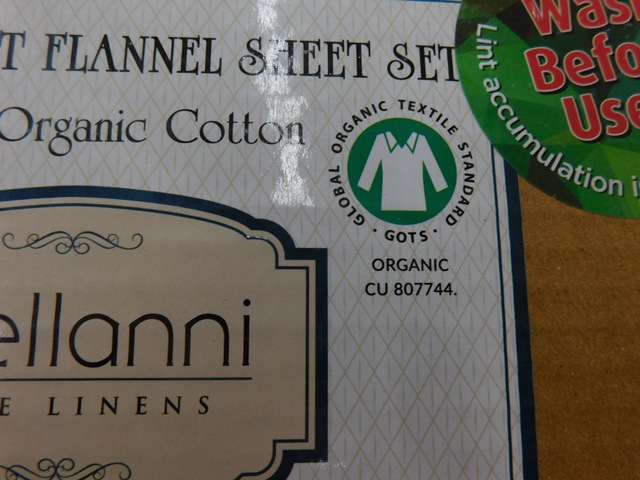 T FLANNEL SHEET SET
Organic Cotton
GLOBAL ORGANIC TEXTILE STANDARD
· GOTS ·
ORGANIC
CU 807744.
ellanni
E LINENS
Was
Befo
Use
Lint accumulation i